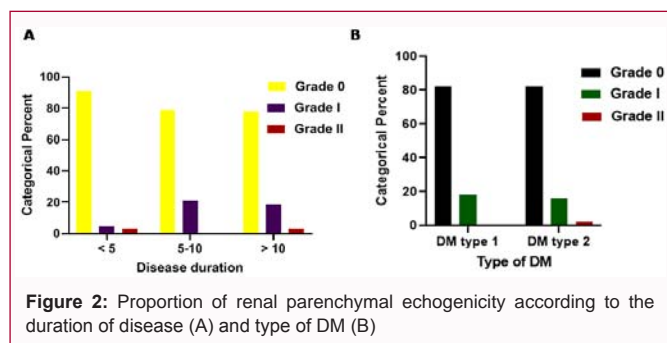 A
Categorical Percent
100
80
60
40
20
0
Grade 0
Grade I
Grade II
< 5
5-10
> 10
Disease duration
B
Categorical Percent
100
80
60
40
20
0
Grade 0
Grade I
Grade II
DM type 1
DM type 2
Type of DM
Figure 2: Proportion of renal parenchymal echogenicity according to the
duration of disease (A) and type of DM (B)